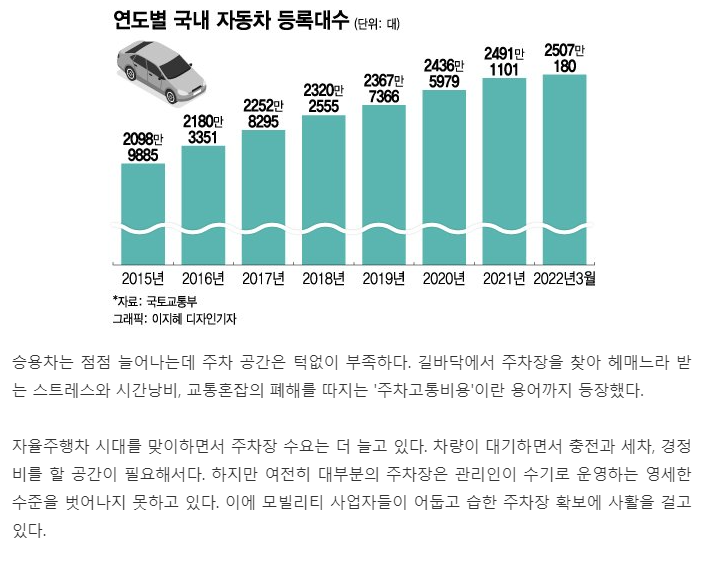 연도별 국내 자동차 등록대수 (단위: 대)
2098만
9885
2180만
3351
2252만
8295
2320만
2555
2367만
7366
2436만
5979
2491만
1101
2507만
180
2015년 2016년 2017년 2018년 2019년 2020년 2021년 2022년3월
*자료: 국토교통부
그래픽: 이지혜 디자인기자
승용차는 점점 늘어나는데 주차 공간은 턱없이 부족하다. 길바닥에서 주차장을 찾아 헤매느라 받
는 스트레스와 시간낭비, 교통혼잡의 폐해를 따지는 '주차고통비용'이란 용어까지 등장했다.
자율주행차 시대를 맞이하면서 주차장 수요는 더 늘고 있다. 차량이 대기하면서 충전과 세차, 경정
비를 할 공간이 필요해서다. 하지만 여전히 대부분의 주차장은 관리인이 수기로 운영하는 영세한
수준을 벗어나지 못하고 있다. 이에 모빌리티 사업자들이 어둡고 습한 주차장 확보에 사활을 걸고
있다.